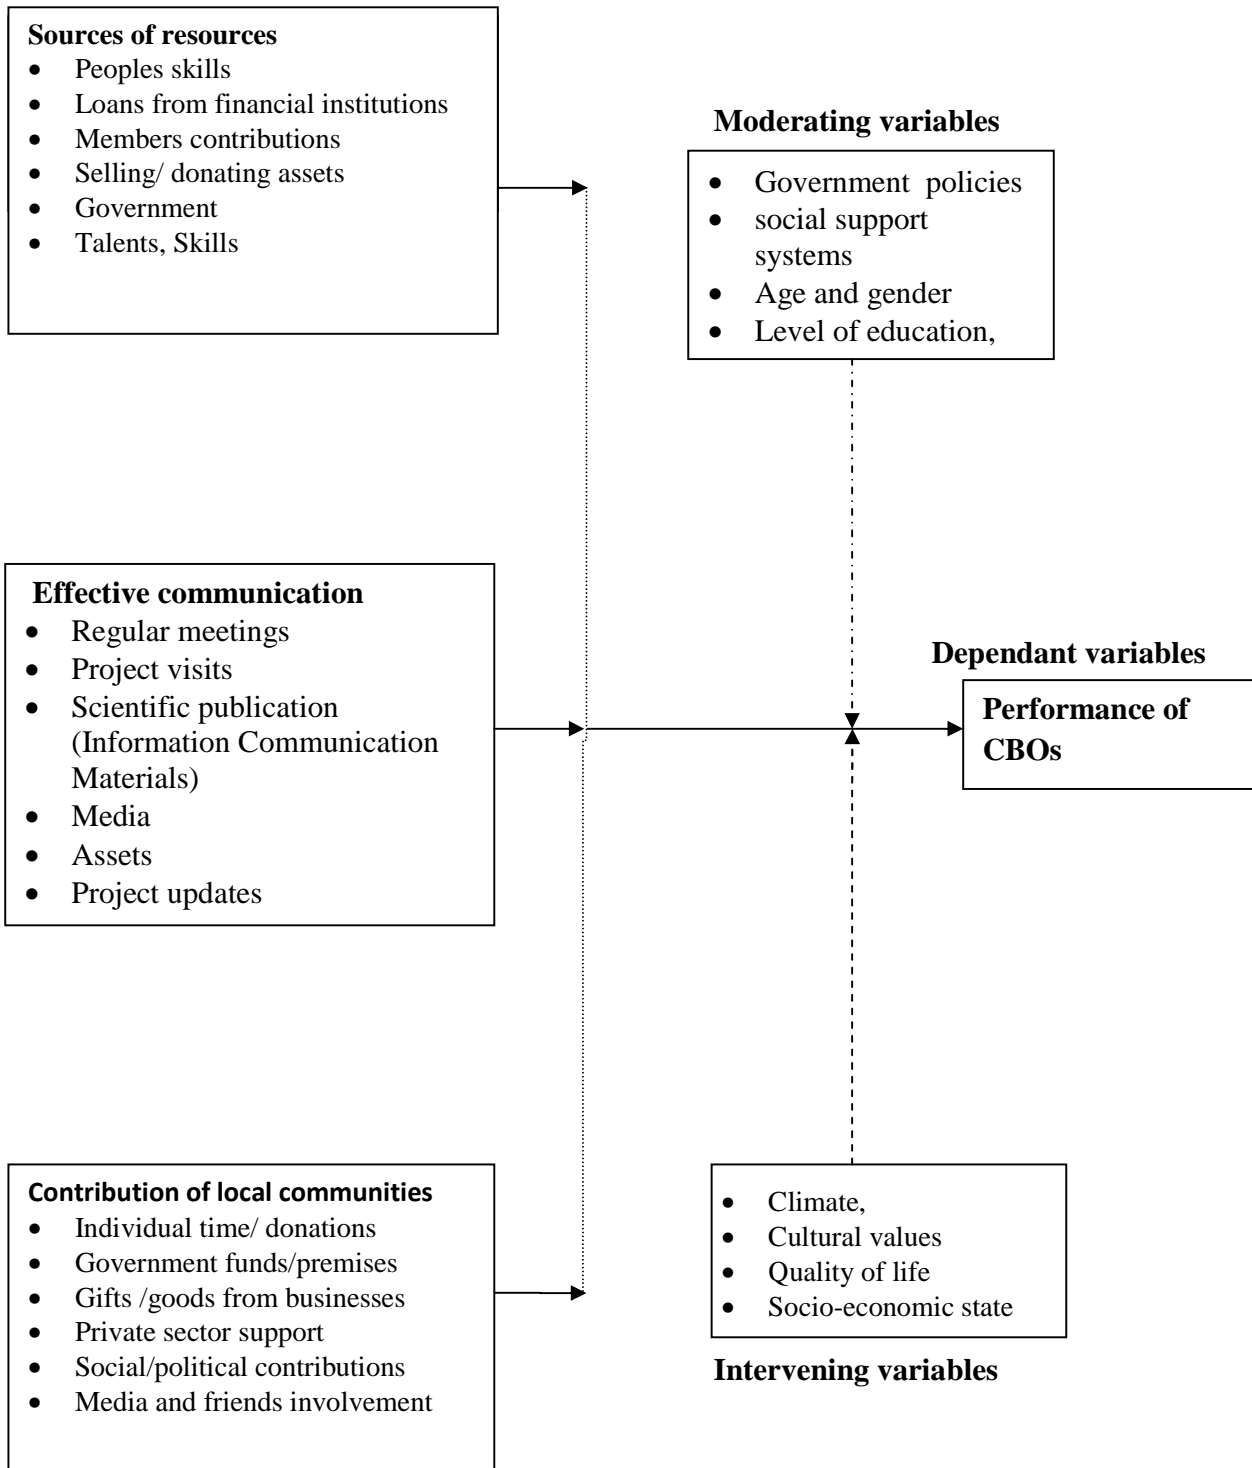 Sources of resources
• Peoples skills
• Loans from financial institutions
• Members contributions
• Selling/ donating assets
• Government
• Talents, Skills
Moderating variables
• Government policies
• social support
systems
• Age and gender
• Level of education,
Effective communication
• Regular meetings
• Project visits
• Scientific publication
(Information Communication
Materials)
• Media
• Assets
• Project updates
Dependant variables
Performance of
CBOs
Contribution of local communities
• Individual time/ donations
• Government funds/premises
• Gifts /goods from businesses
• Private sector support
• Social/political contributions
• Media and friends involvement
• Climate,
• Cultural values
• Quality of life
• Socio-economic state
Intervening variables